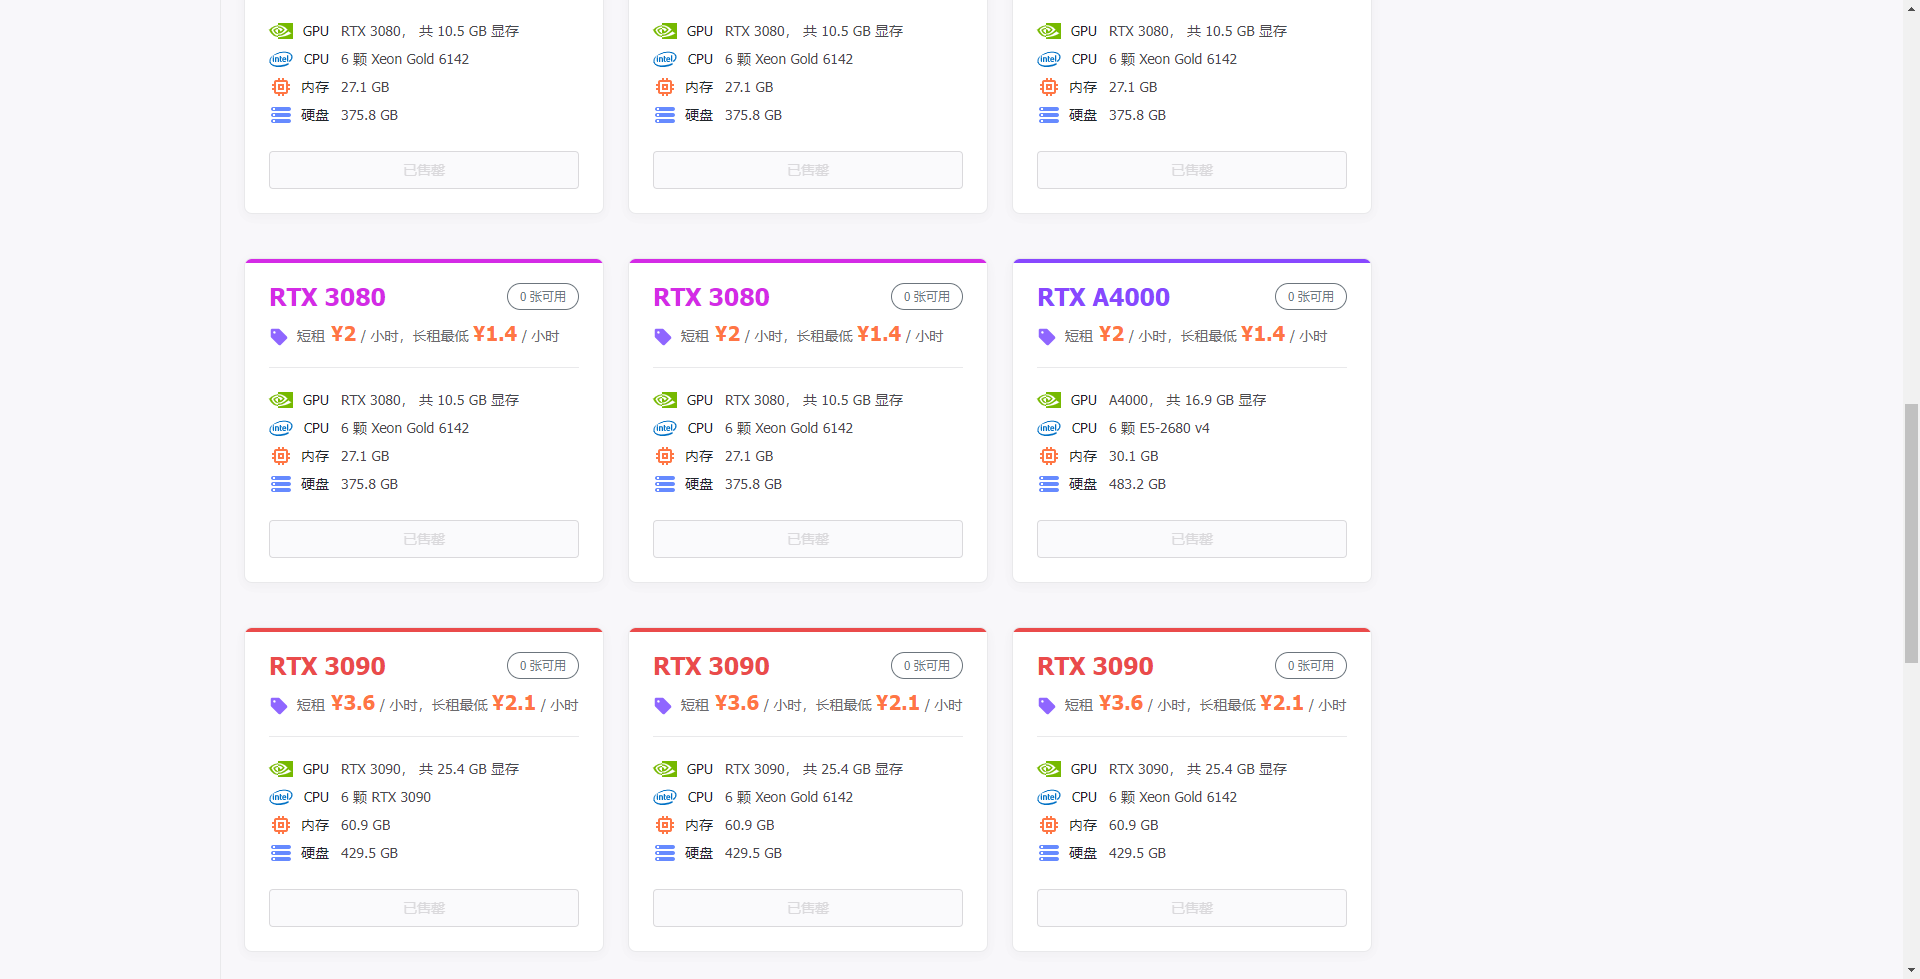 GPU RTX 3080， 共 10.5 GB 显存
intel CPU 6 颗 Xeon Gold 6142
内存 27.1 GB
硬盘 375.8 GB
已售罄
GPU RTX 3080， 共 10.5 GB 显存
intel CPU 6 颗 Xeon Gold 6142
内存 27.1 GB
硬盘 375.8 GB
已售罄
GPU RTX 3080， 共 10.5 GB 显存
intel CPU 6 颗 Xeon Gold 6142
内存 27.1 GB
硬盘 375.8 GB
已售罄
RTX 3080 0 张可用
短租 ¥2 / 小时，长租最低 ¥1.4 / 小时
GPU RTX 3080， 共 10.5 GB 显存
intel CPU 6 颗 Xeon Gold 6142
内存 27.1 GB
硬盘 375.8 GB
已售罄
RTX 3080 0 张可用
短租 ¥2 / 小时，长租最低 ¥1.4 / 小时
GPU RTX 3080， 共 10.5 GB 显存
intel CPU 6 颗 Xeon Gold 6142
内存 27.1 GB
硬盘 375.8 GB
已售罄
RTX A4000 0 张可用
短租 ¥2 / 小时，长租最低 ¥1.4 / 小时
GPU A4000， 共 16.9 GB 显存
intel CPU 6 颗 E5-2680 v4
内存 30.1 GB
硬盘 483.2 GB
已售罄
RTX 3090 0 张可用
短租 ¥3.6 / 小时，长租最低 ¥2.1 / 小时
GPU RTX 3090， 共 25.4 GB 显存
intel CPU 6 颗 RTX 3090
内存 60.9 GB
硬盘 429.5 GB
已售罄
RTX 3090 0 张可用
短租 ¥3.6 / 小时，长租最低 ¥2.1 / 小时
GPU RTX 3090， 共 25.4 GB 显存
intel CPU 6 颗 Xeon Gold 6142
内存 60.9 GB
硬盘 429.5 GB
已售罄
RTX 3090 0 张可用
短租 ¥3.6 / 小时，长租最低 ¥2.1 / 小时
GPU RTX 3090， 共 25.4 GB 显存
intel CPU 6 颗 Xeon Gold 6142
内存 60.9 GB
硬盘 429.5 GB
已售罄